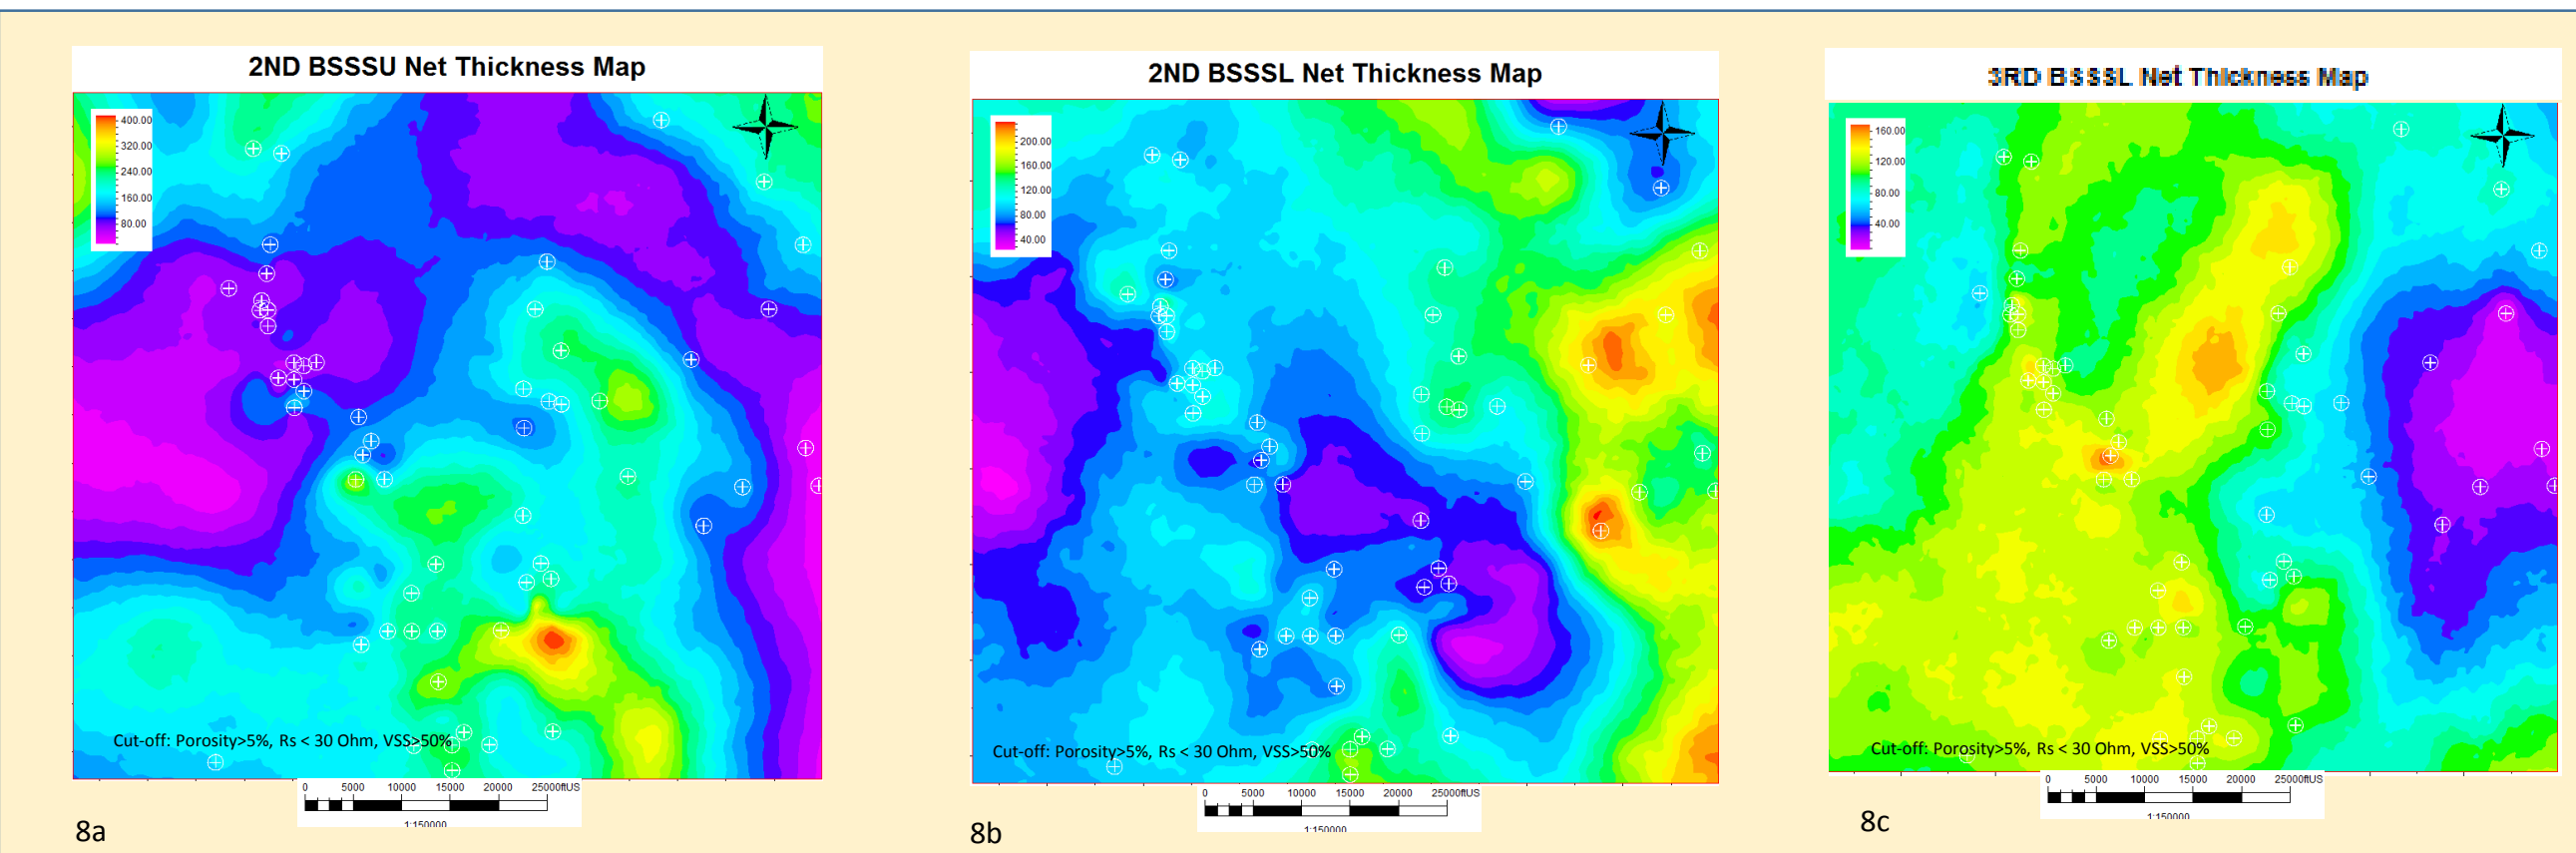 2ND BSSSU Net Thickness Map
400.00
320.00
240.00
160.00
80.00
Cut-off: Porosity>5%, Rs < 30 Ohm, VSS>50%
0 5000 10000 15000 20000 25000ftUS
1:150000
8a
2ND BSSSL Net Thickness Map
200.00
160.00
120.00
80.00
40.00
Cut-off: Porosity>5%, Rs < 30 Ohm, VSS>50%
0 5000 10000 15000 20000 25000ftUS
1:150000
8b
3RD BSSSL Net Thickness Map
160.00
120.00
80.00
40.00
Cut-off: Porosity>5%, Rs < 30 Ohm, VSS>50%
0 5000 10000 15000 20000 25000ftUS
1:150000
8c